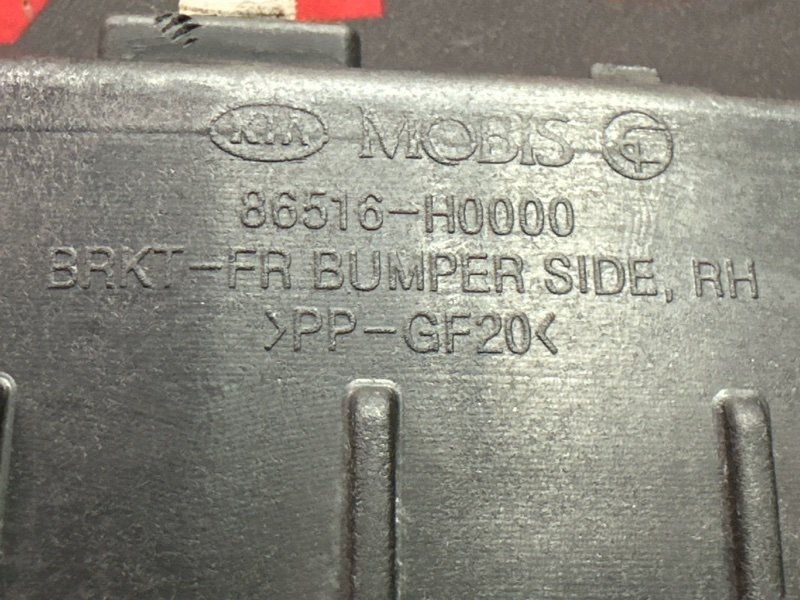 KIA MOBIS
86516-H0000
BRKT-FR BUMPER SIDE, RH
>PP-GF20<